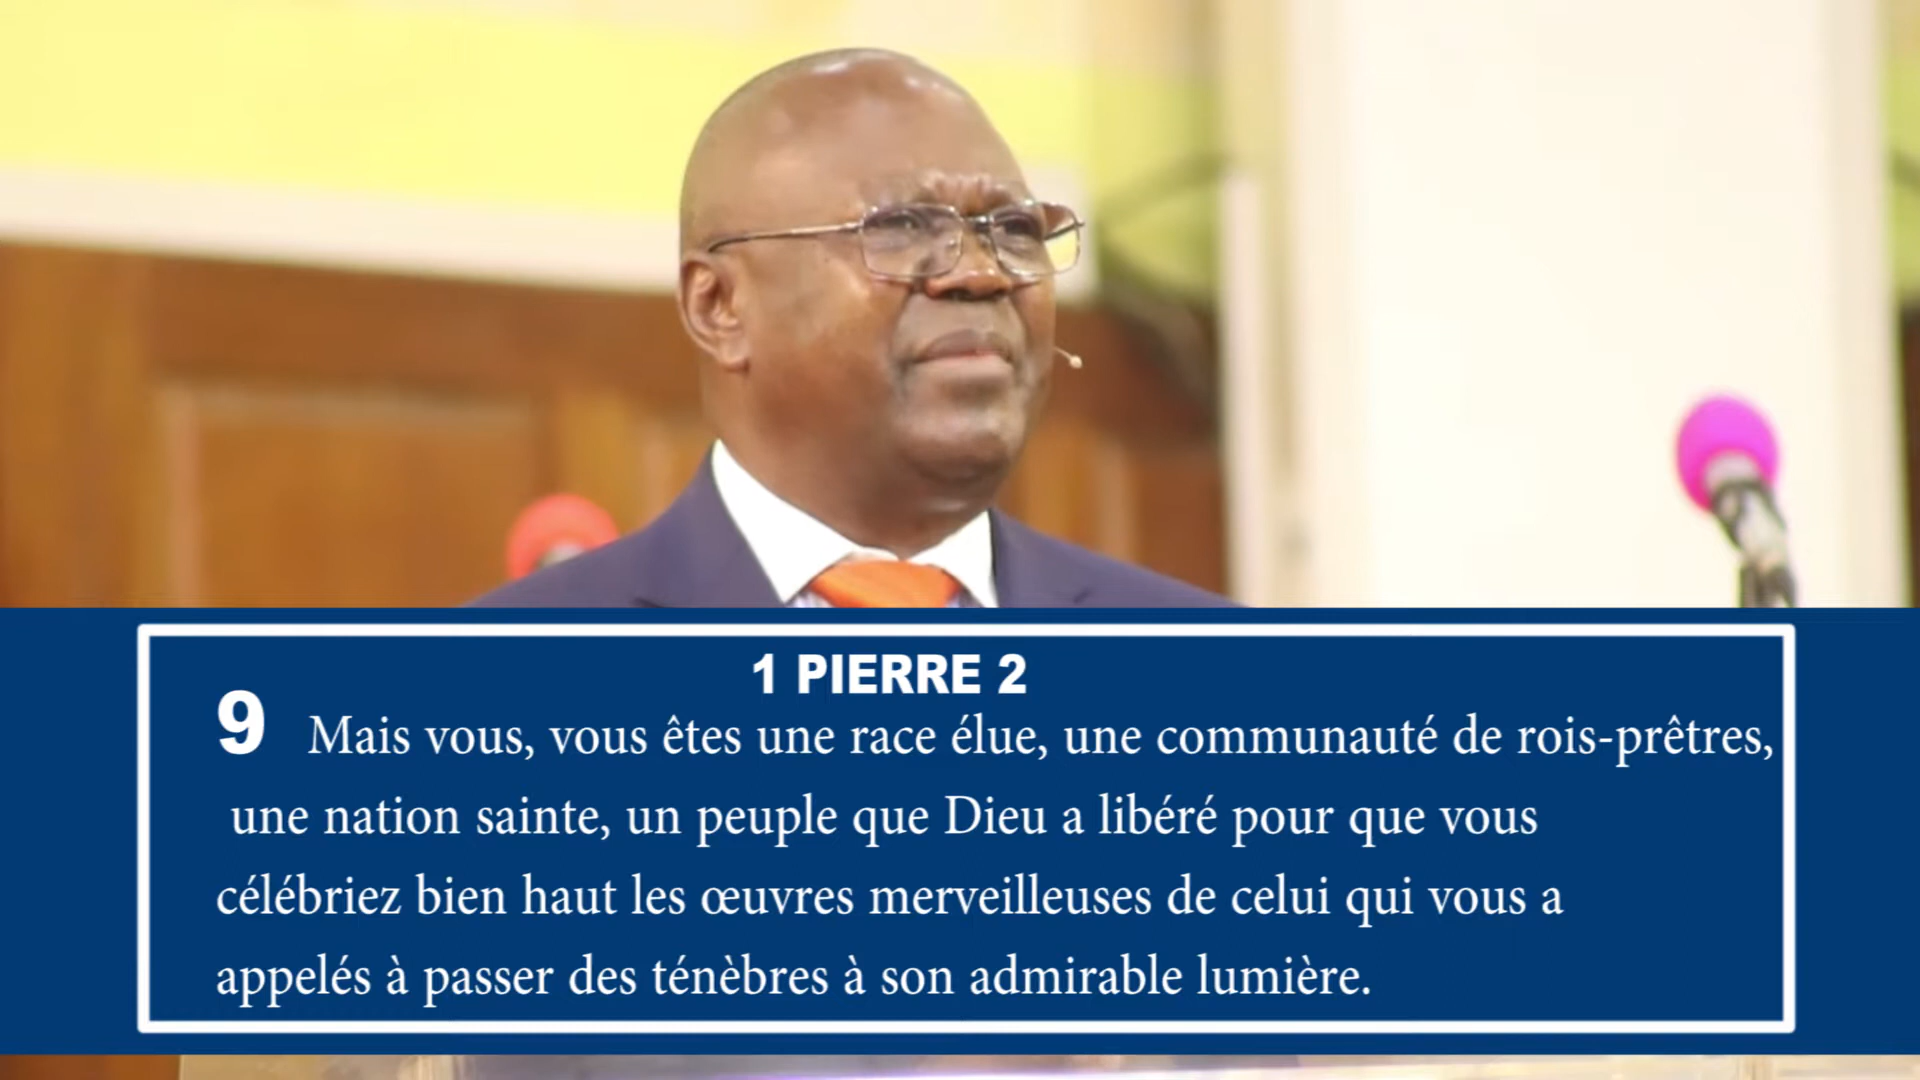 1 PIERRE 2
9 Mais vous, vous êtes une race élue, une communauté de rois-prêtres,
une nation sainte, un peuple que Dieu a libéré pour que vous
célébriez bien haut les œuvres merveilleuses de celui qui vous a
appelés à passer des ténèbres à son admirable lumière.